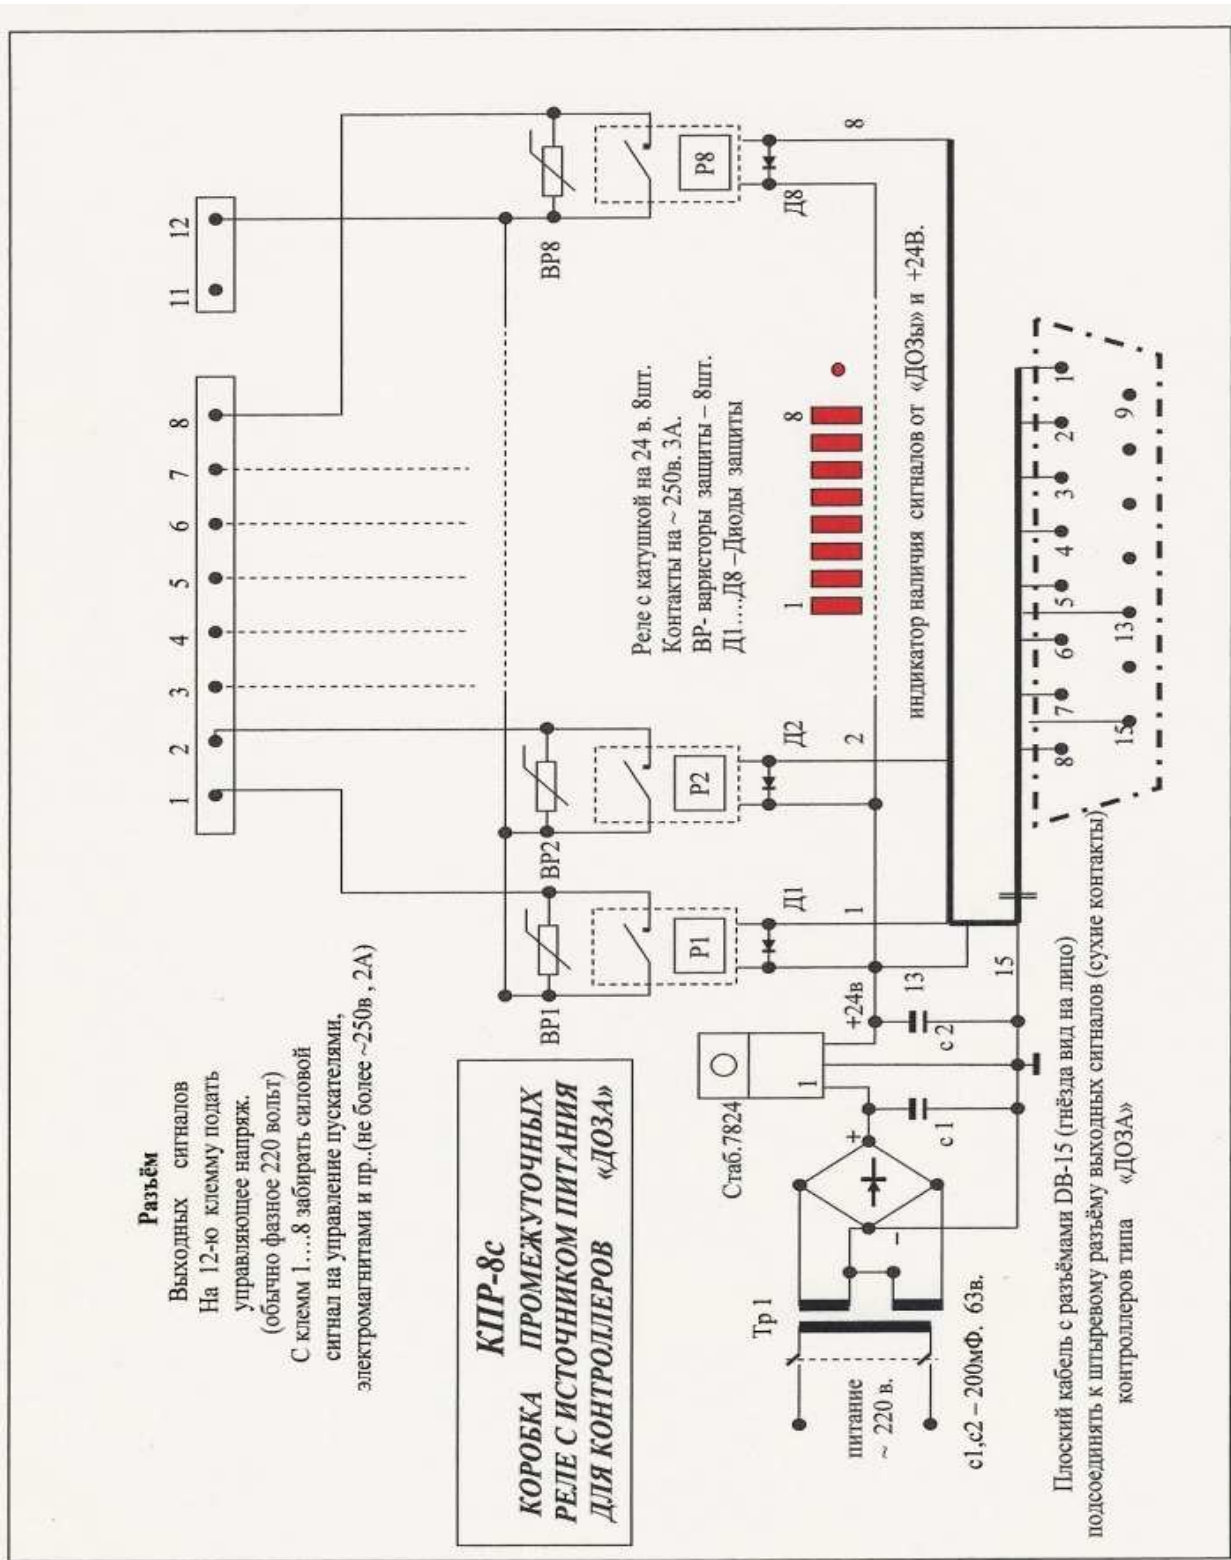 Разъём
Выходных сигналов
На 12-ю клемму подать
управляющее напряж.
(обычно фазное 220 вольт)
С клемм 1….8 забирать силовой
сигнал на управление пускателями,
электромагнитами и пр..(не более ~250в , 2А)
1 2 3 4 5 6 7 8 11 12
КПР-8с
КОРОБКА ПРОМЕЖУТОЧНЫХ
РЕЛЕ С ИСТОЧНИКОМ ПИТАНИЯ
ДЛЯ КОНТРОЛЛЕРОВ «ДОЗА»
ВР1 ВР2 ВР8
Р1 Р2 Р8
Реле с катушкой на 24 в. 8шт.
Контакты на ~ 250в. 3А.
ВР- варисторы защиты – 8шт.
Д1…Д8 –Диоды защиты
Д1 Д2 Д8
1 2 8
1 8
индикатор наличия сигналов от «ДОЗы» и +24В.
Стаб.7824
1
+24в
13
15
+
–
с 1
с 2
Тр 1
питание
~ 220 в.
с1,с2 – 200мФ. 63в.
8 7 6 5 4 3 2 1
15 13 9
Плоский кабель с разъёмами DB-15 (гнёзда вид на лицо)
подсоединять к штыревому разъёму выходных сигналов (сухие контакты)
контроллеров типа «ДОЗА»